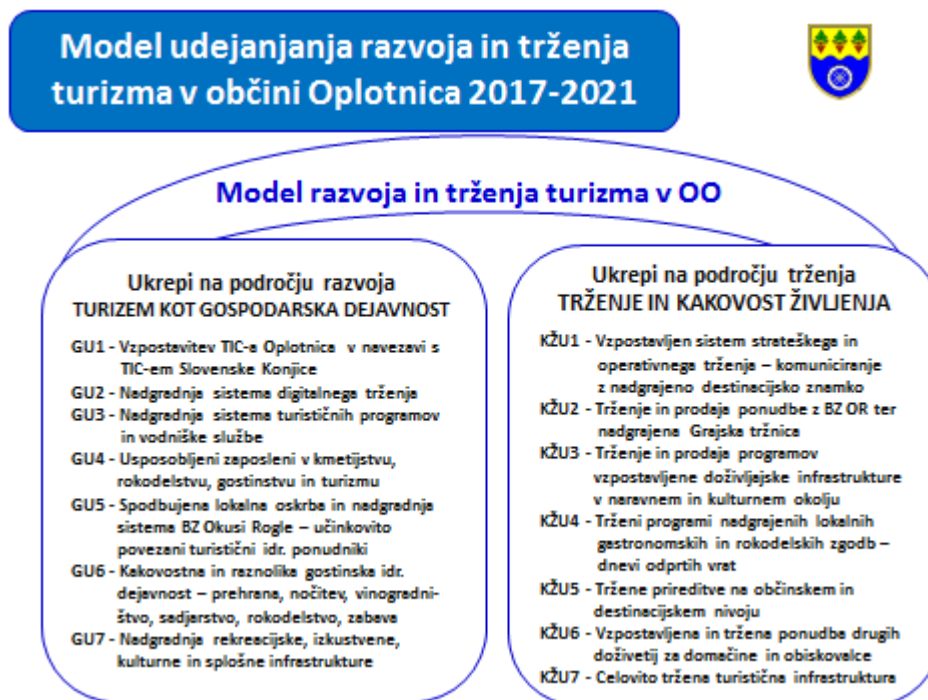 Model udejanjanja razvoja in trženja
turizma v občini Oplotnica 2017-2021
Model razvoja in trženja turizma v OO
Ukrepi na področju razvoja
TURIZEM KOT GOSPODARSKA DEJAVNOST
GU1 - Vzpostavitev TIC-a Oplotnica v navezavi s
TIC-em Slovenske Konjice
GU2 - Nadgradnja sistema digitalnega trženja
GU3 - Nadgradnja sistema turističnih programov
in vodniške službe
GU4 - Usposobljeni zaposleni v kmetijstvu,
rokodelstvu, gostinstvu in turizmu
GU5 - Spodbujena lokalna oskrba in nadgradnja
sistema BZ Okusi Rogle – učinkovito
povezani turistični idr. ponudniki
GU6 - Kakovostna in raznolika gostinska idr.
dejavnost – prehrana, nočitev, vinogradni-
štvo, sadjarstvo, rokodelstvo, zabava
GU7 - Nadgradnja rekreacijske, izkustvene,
kulturne in splošne infrastrukture
Ukrepi na področju trženja
TRŽENJE IN KAKOVOST ŽIVLJENJA
KŽU1 - Vzpostavljen sistem strateškega in
operativnega trženja – komuniciranje
z nadgrajeno destinacijsko znamko
KŽU2 - Trženje in prodaja ponudbe z BZ OR ter
nadgrajena Grajska tržnica
KŽU3 - Trženje in prodaja programov
vzpostavljene doživljajske infrastrukture
v naravnem in kulturnem okolju
KŽU4 - Trženi programi nadgrajenih lokalnih
gastronomskih in rokodelskih zgodb –
dnevi odprtih vrat
KŽU5 - Tržene prireditve na občinskem in
destinacijskem nivoju
KŽU6 - Vzpostavljena in tržena ponudba drugih
doživetij za domačine in obiskovalce
KŽU7 - Celovito tržena turistična infrastruktura